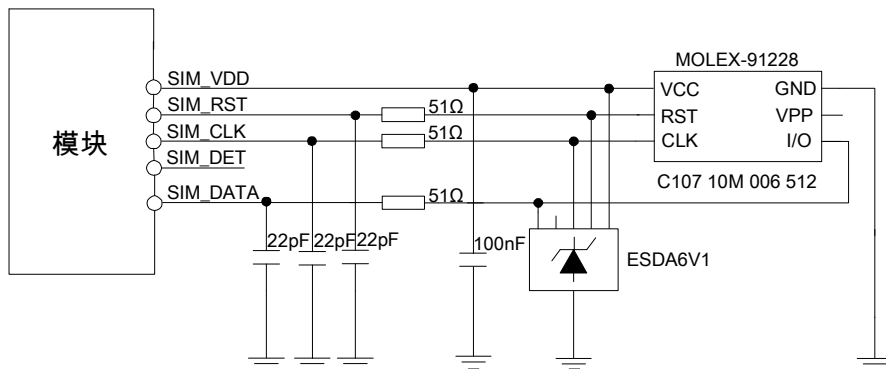 MOLEX-91228
SIM_VDD
VCC
GND
SIM_RST
51Ω
RST
VPP
模块
SIM_CLK
51Ω
CLK
I/O
SIM_DET
C107 10M 006 512
SIM_DATA
51Ω
22pF
22pF
22pF
100nF
ESDA6V1